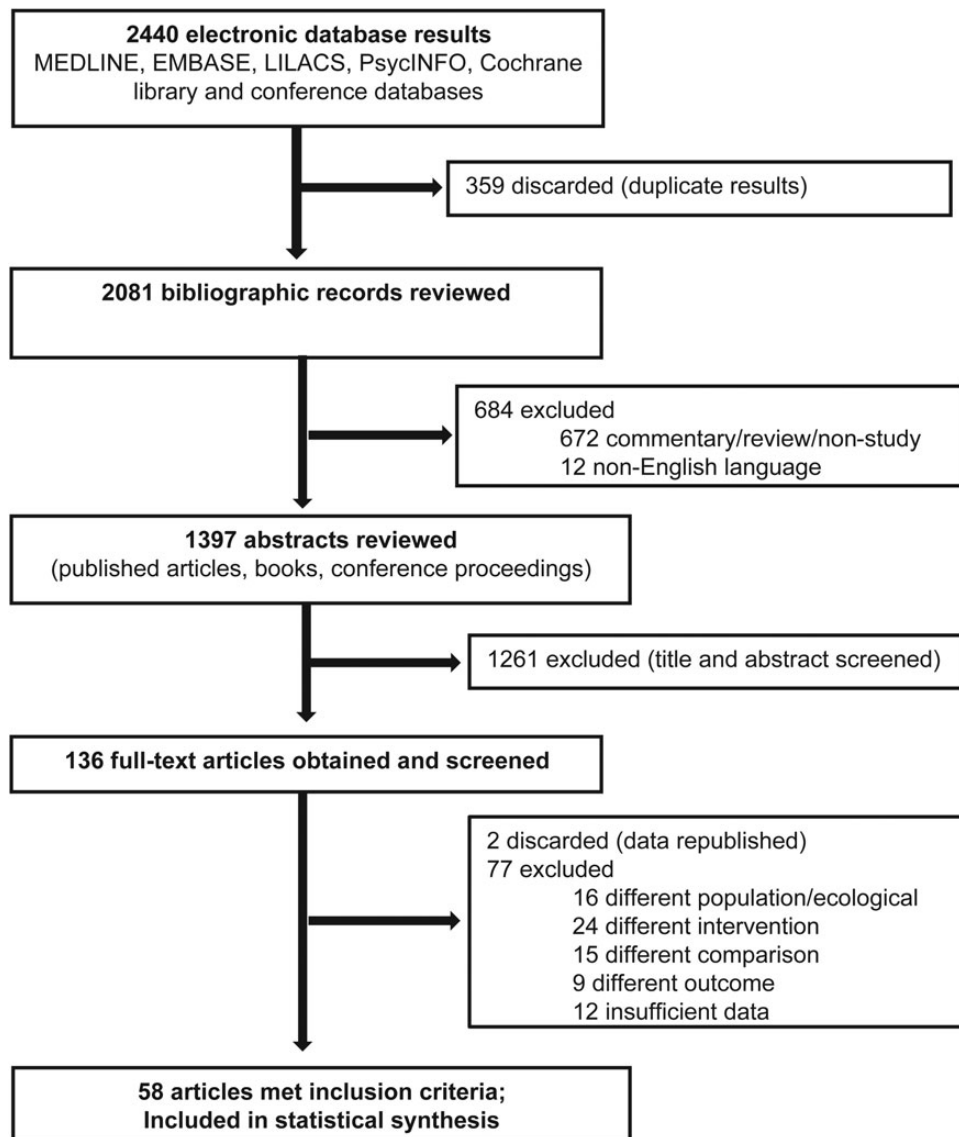 2440 electronic database results
MEDLINE, EMBASE, LILACS, PsycINFO, Cochrane
library and conference databases
359 discarded (duplicate results)
2081 bibliographic records reviewed
684 excluded
672 commentary/review/non-study
12 non-English language
1397 abstracts reviewed
(published articles, books, conference proceedings)
1261 excluded (title and abstract screened)
136 full-text articles obtained and screened
2 discarded (data republished)
77 excluded
16 different population/ecological
24 different intervention
15 different comparison
9 different outcome
12 insufficient data
58 articles met inclusion criteria;
Included in statistical synthesis